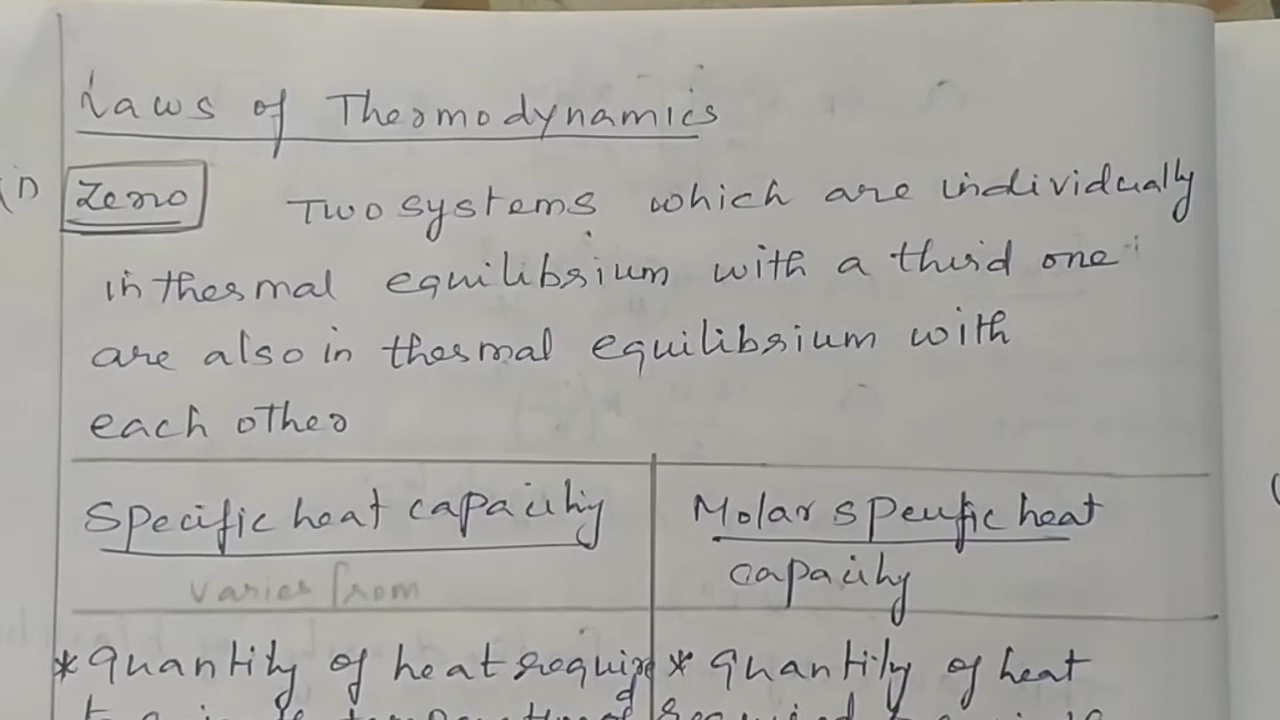 Laws of Thermodynamics
(i) Zero Two systems which are individually
in thermal equilibrium with a third one
are also in thermal equilibrium with
each other
Specific heat capacity
Molar specific heat
capacity
varies from
* Quantity of heat required
* Quantity of heat